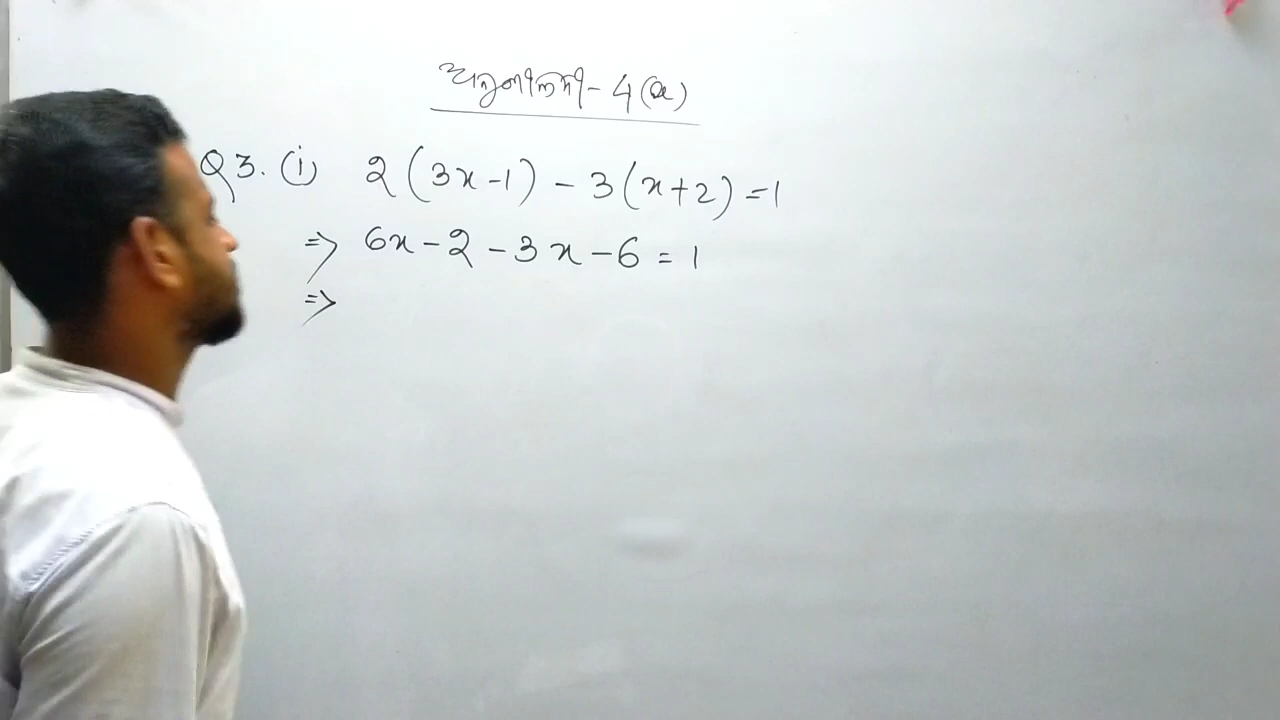 অনুশীলনী - 4(a)
Q3. (i) 2(3x-1) - 3(x+2) = 1
⇒ 6x - 2 - 3x - 6 = 1
⇒